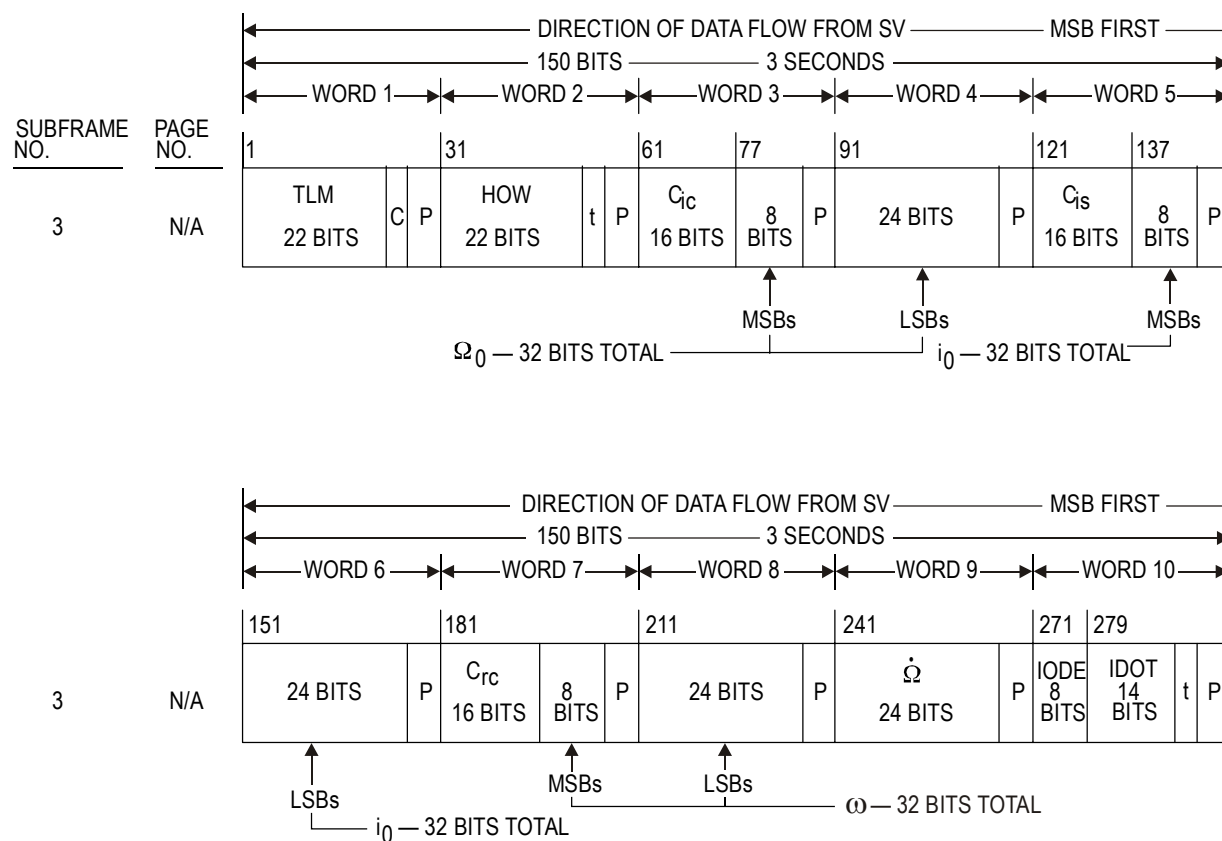 DIRECTION OF DATA FLOW FROM SV MSB FIRST
150 BITS 3 SECONDS
WORD 1 WORD 2 WORD 3 WORD 4 WORD 5
SUBFRAME NO. PAGE NO.
1 31 61 77 91 121 137
3 N/A
TLM 22 BITS C P HOW 22 BITS t P Cic 16 BITS 8 BITS P 24 BITS P Cis 16 BITS 8 BITS P
MSBs LSBs MSBs
Ω0 — 32 BITS TOTAL i0 — 32 BITS TOTAL
DIRECTION OF DATA FLOW FROM SV MSB FIRST
150 BITS 3 SECONDS
WORD 6 WORD 7 WORD 8 WORD 9 WORD 10
151 181 211 241 271 279
3 N/A
24 BITS P Crc 16 BITS 8 BITS P 24 BITS P Ω̇ 24 BITS P IODE 8 BITS IDOT 14 BITS t P
LSBs MSBs LSBs
ω — 32 BITS TOTAL
i0 — 32 BITS TOTAL